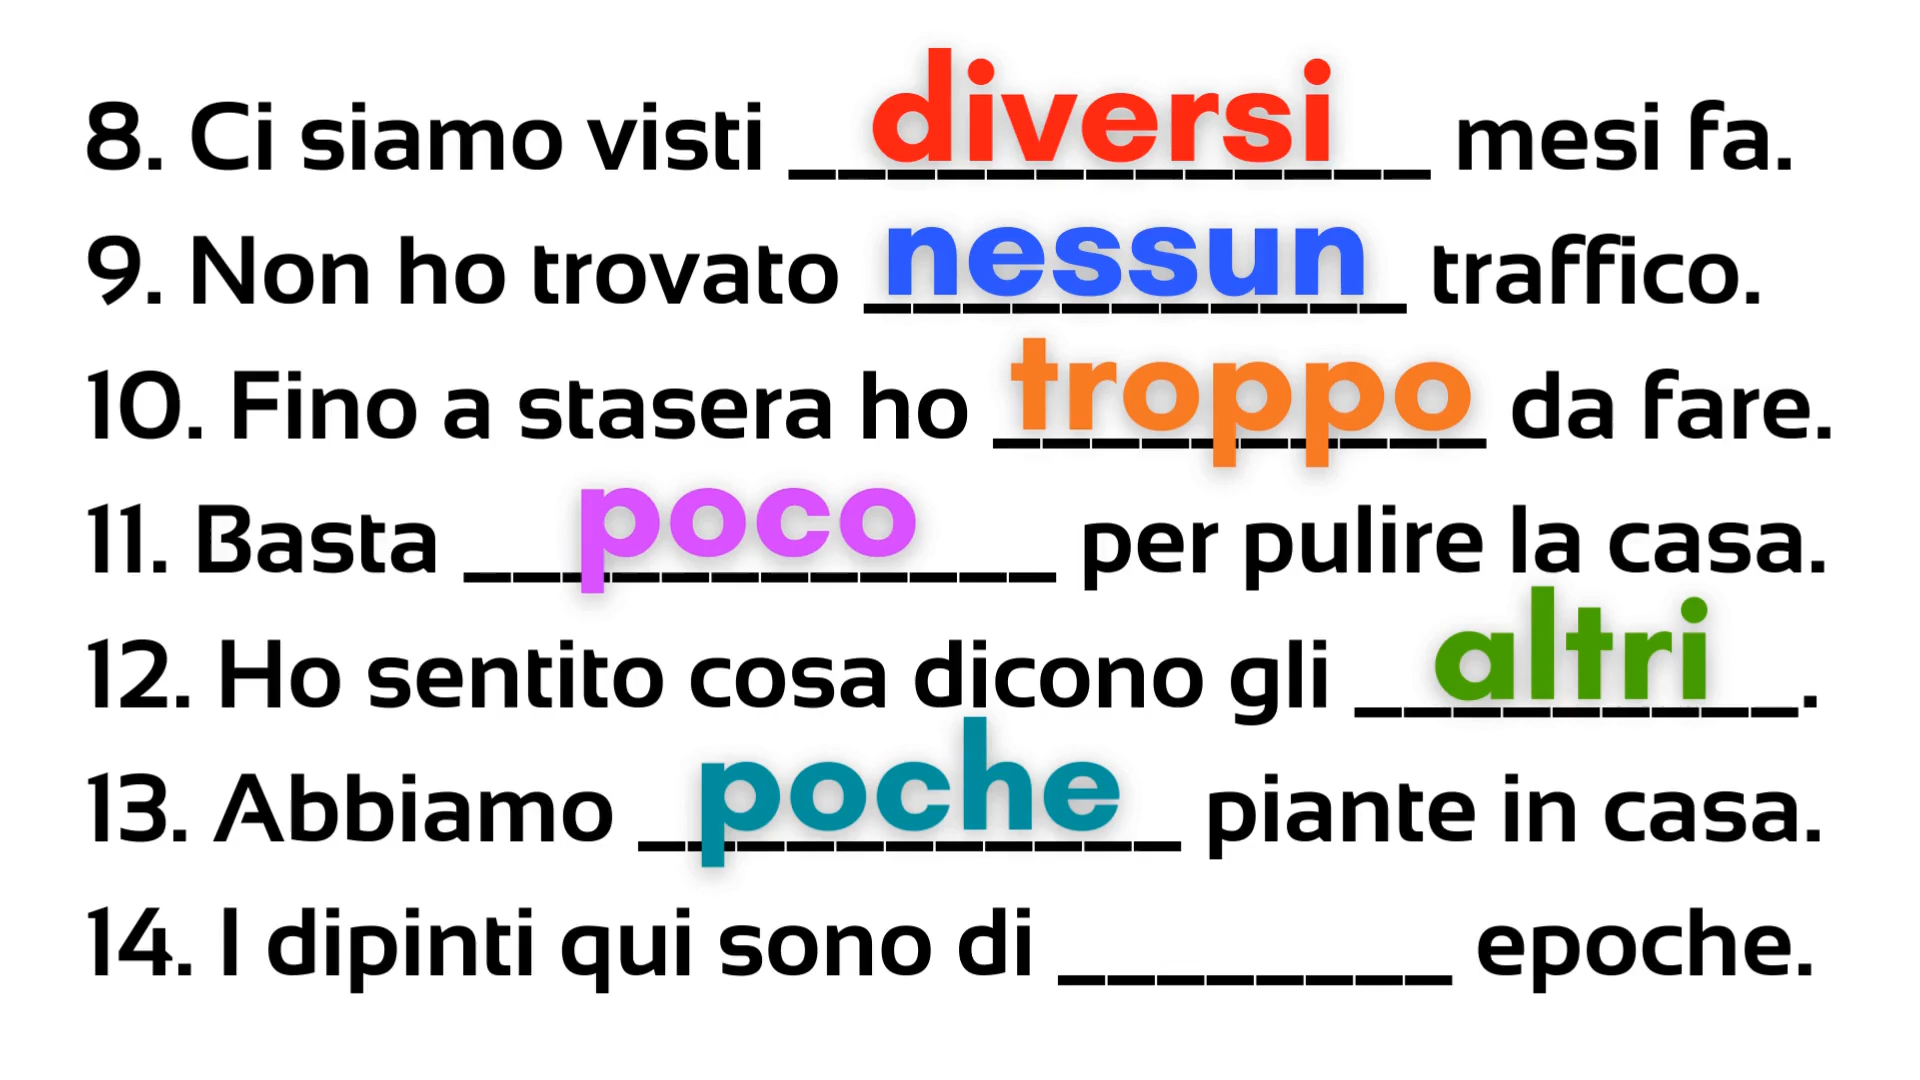 8. Ci siamo visti diversi mesi fa.
9. Non ho trovato nessun traffico.
10. Fino a stasera ho troppo da fare.
11. Basta poco per pulire la casa.
12. Ho sentito cosa dicono gli altri.
13. Abbiamo poche piante in casa.
14. I dipinti qui sono di ________ epoche.